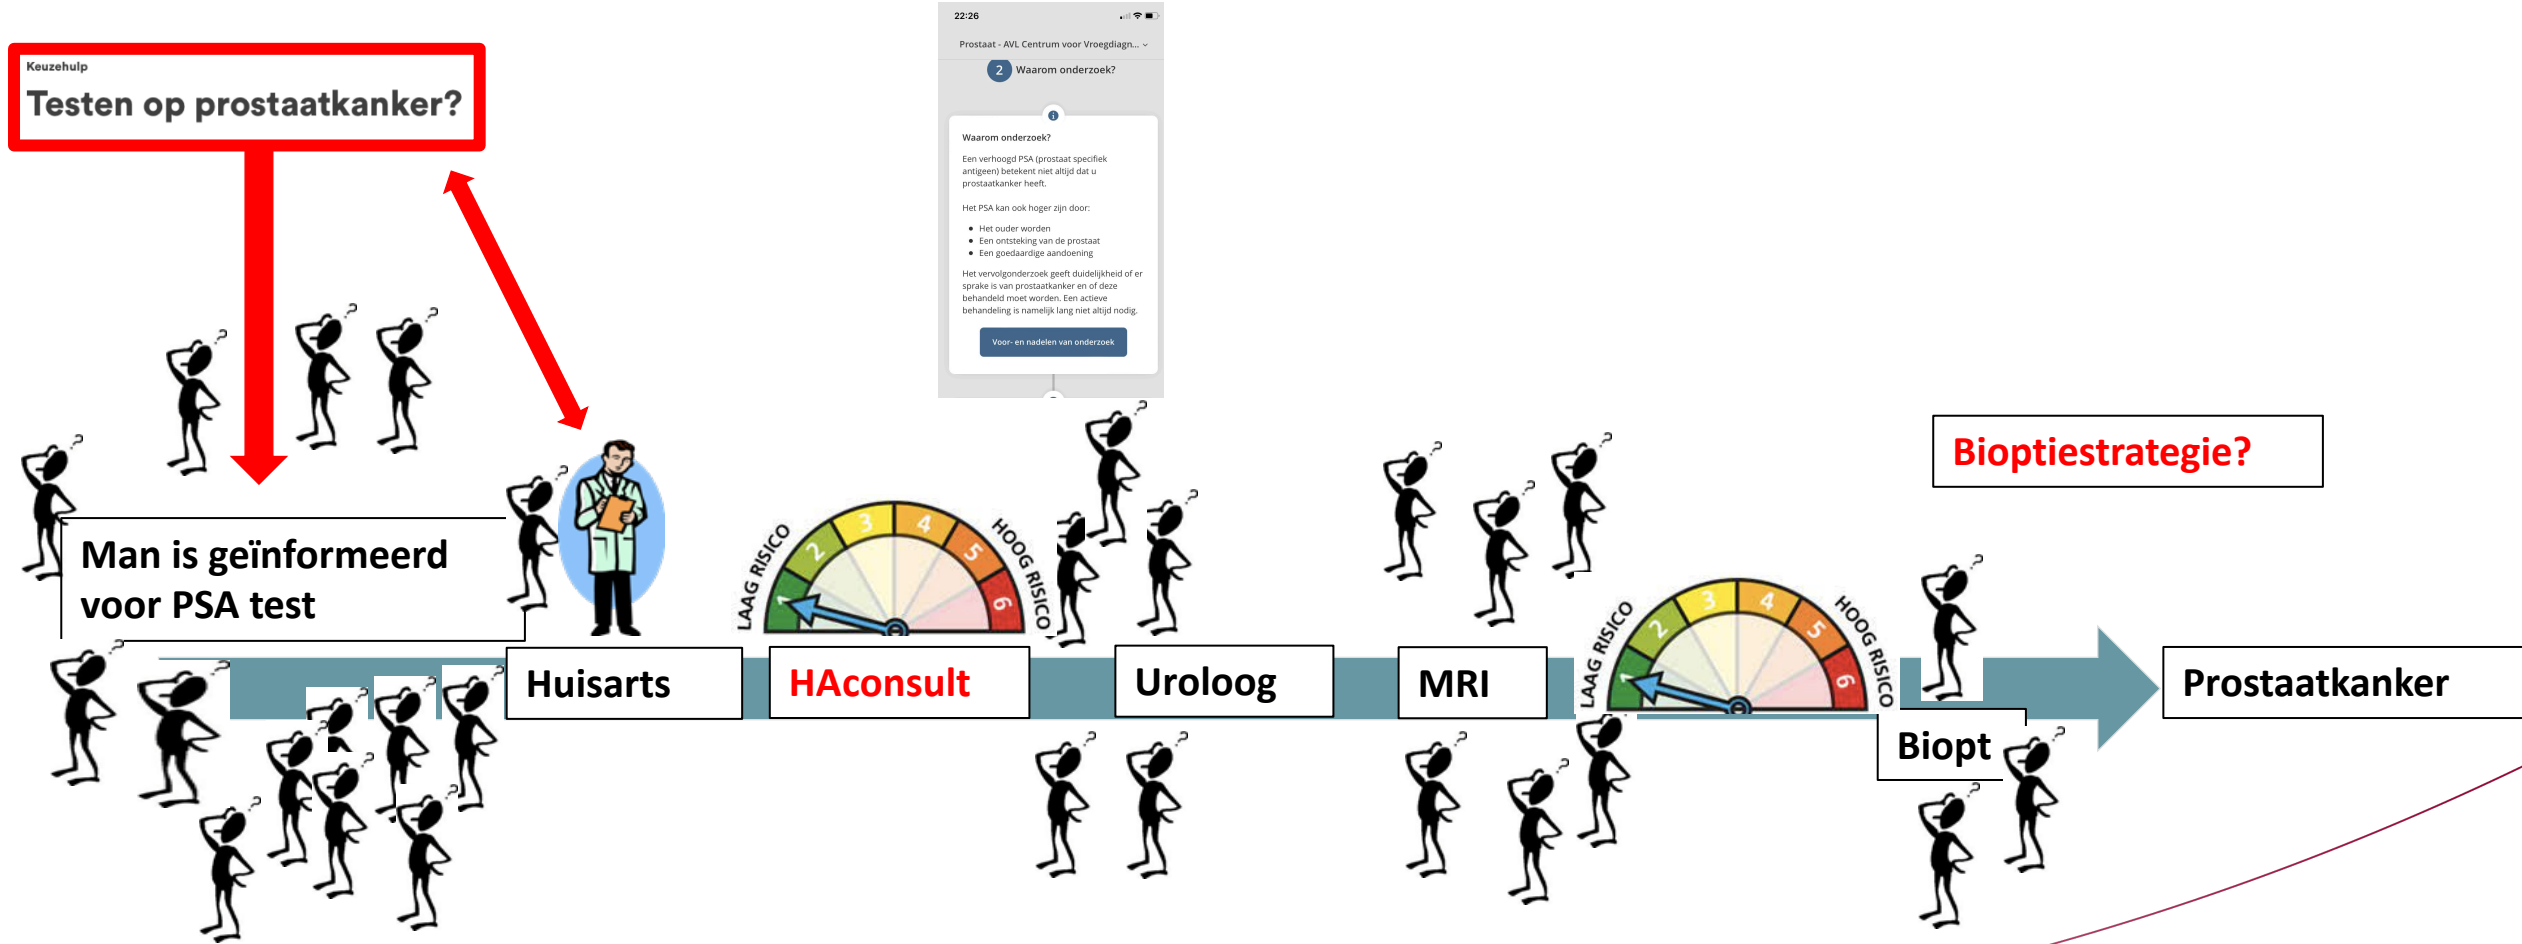 Keuzehulp
Testen op prostaatkanker?
22:26
Prostaat - AVL Centrum voor Vroegdiagn...
2 Waarom onderzoek?
i
Waarom onderzoek?
Een verhoogd PSA (prostaat specifiek
antigeen) betekent niet altijd dat u
prostaatkanker heeft.
Het PSA kan ook hoger zijn door:
● Het ouder worden
● Een ontsteking van de prostaat
● Een goedaardige aandoening
Het vervolgonderzoek geeft duidelijkheid of er
sprake is van prostaatkanker en of deze
behandeld moet worden. Een actieve
behandeling is namelijk lang niet altijd nodig.
Voor- en nadelen van onderzoek
Bioptiestrategie?
Man is geïnformeerd
voor PSA test
LAAG RISICO
1 2 3 4 5 6
HOOG RISICO
LAAG RISICO
1 2 3 4 5 6
HOOG RISICO
Huisarts
HAconsult
Uroloog
MRI
Biopt
Prostaatkanker
? ? ? ? ? ? ? ? ? ? ? ? ? ? ? ? ? ? ? ? ? ? ? ? ? ? ?